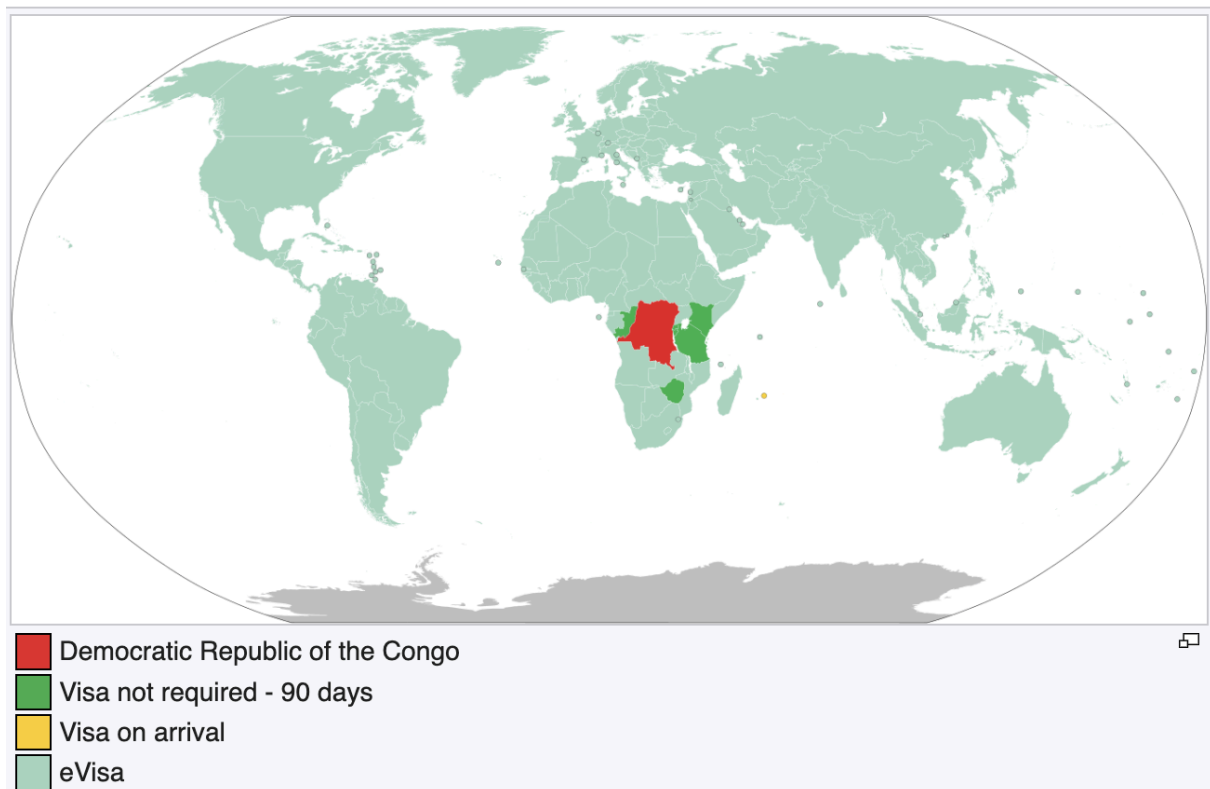 Democratic Republic of the Congo
Visa not required - 90 days
Visa on arrival
eVisa